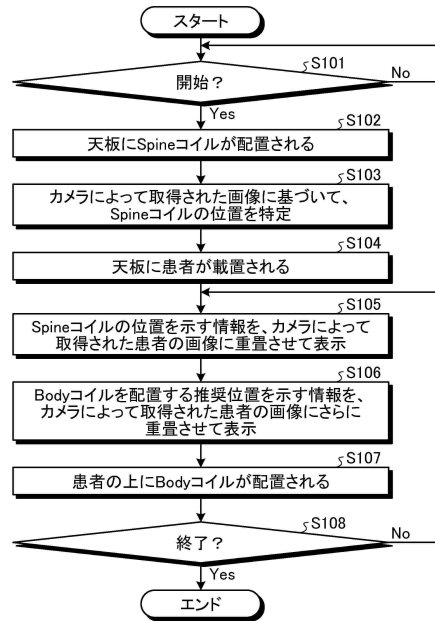 スタート
S101
開始？
No
Yes
S102
天板にSpineコイルが配置される
S103
カメラによって取得された画像に基づいて、
Spineコイルの位置を特定
S104
天板に患者が載置される
S105
Spineコイルの位置を示す情報を、カメラによって
取得された患者の画像に重畳させて表示
S106
Bodyコイルを配置する推奨位置を示す情報を、
カメラによって取得された患者の画像にさらに
重畳させて表示
S107
患者の上にBodyコイルが配置される
S108
終了？
No
Yes
エンド